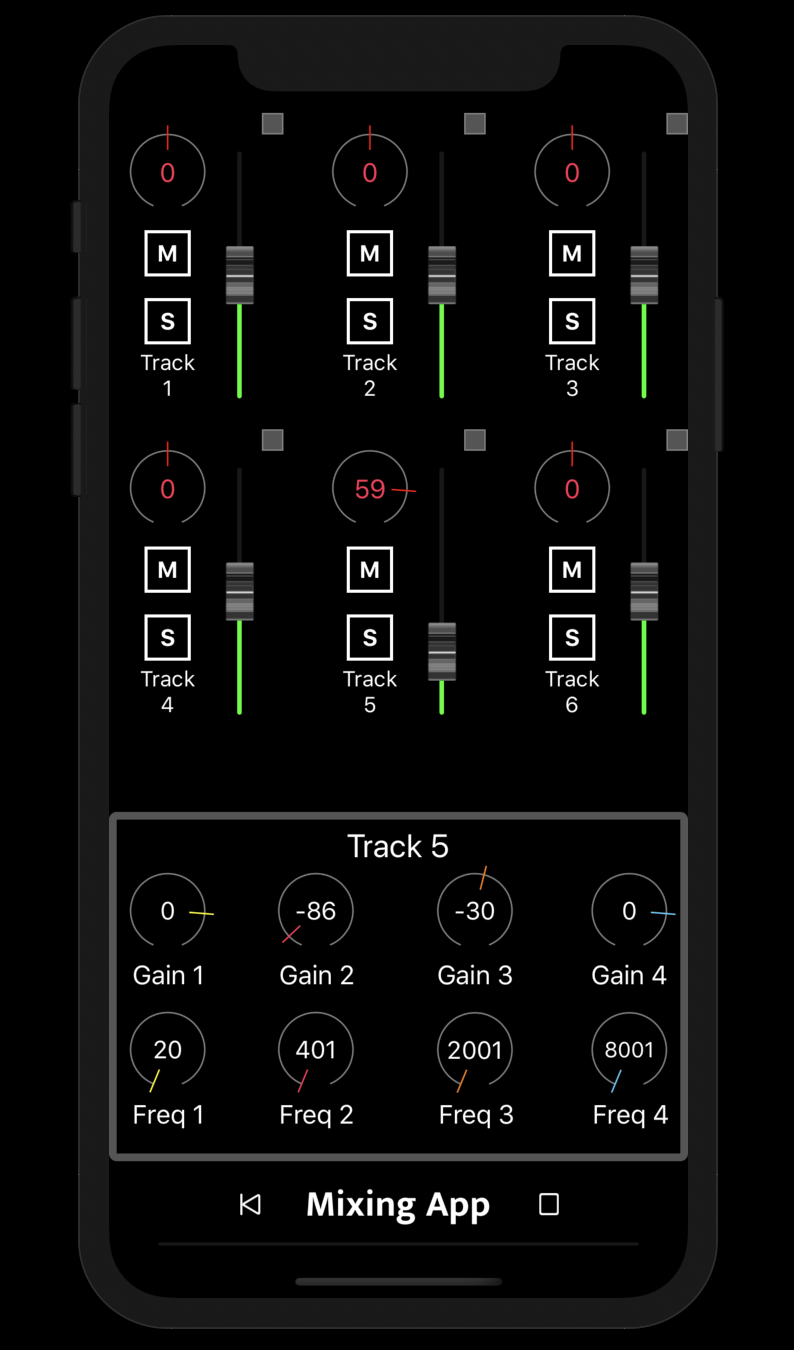 0 0 0
M M M
S S S
Track Track Track
1 2 3
0 59 0
M M M
S S S
Track Track Track
4 5 6
Track 5
0 -86 -30 0
Gain 1 Gain 2 Gain 3 Gain 4
20 401 2001 8001
Freq 1 Freq 2 Freq 3 Freq 4
Mixing App